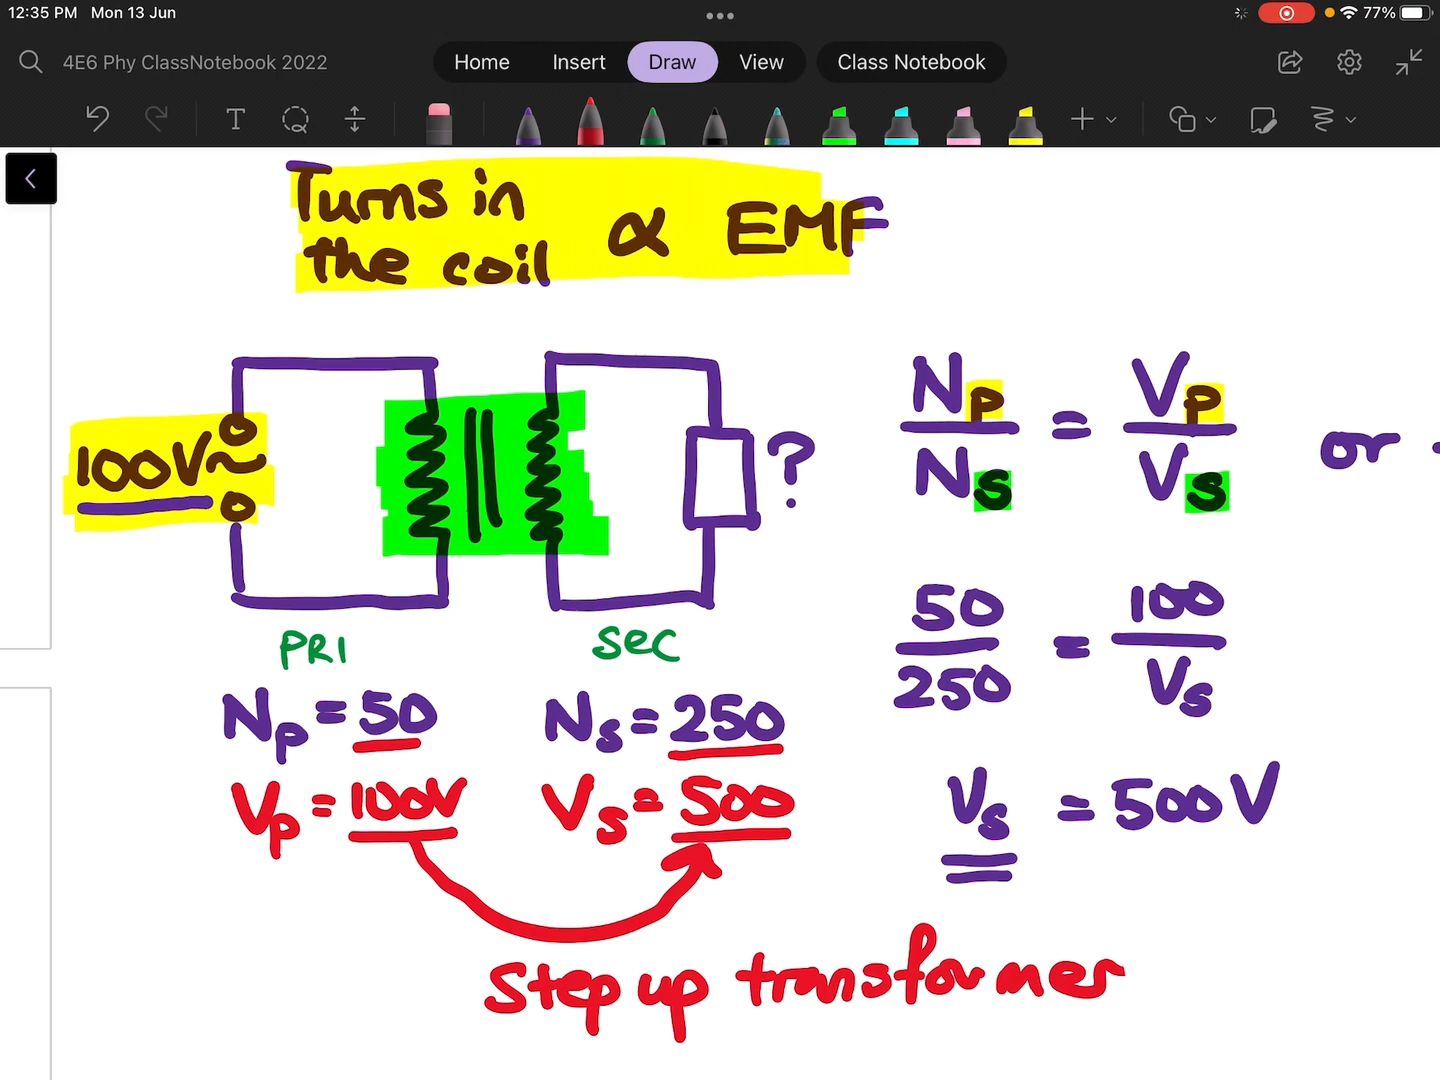 12:35 PM Mon 13 Jun
77%
4E6 Phy ClassNotebook 2022
Home Insert Draw View Class Notebook
T
Turns in the coil ∝ EMF
100V ~
?
PRI
Sec
Np = 50
Ns = 250
Vp = 100V
Vs = 500
Step up transformer
Np/Ns = Vp/Vs or
50/250 = 100/Vs
Vs = 500V